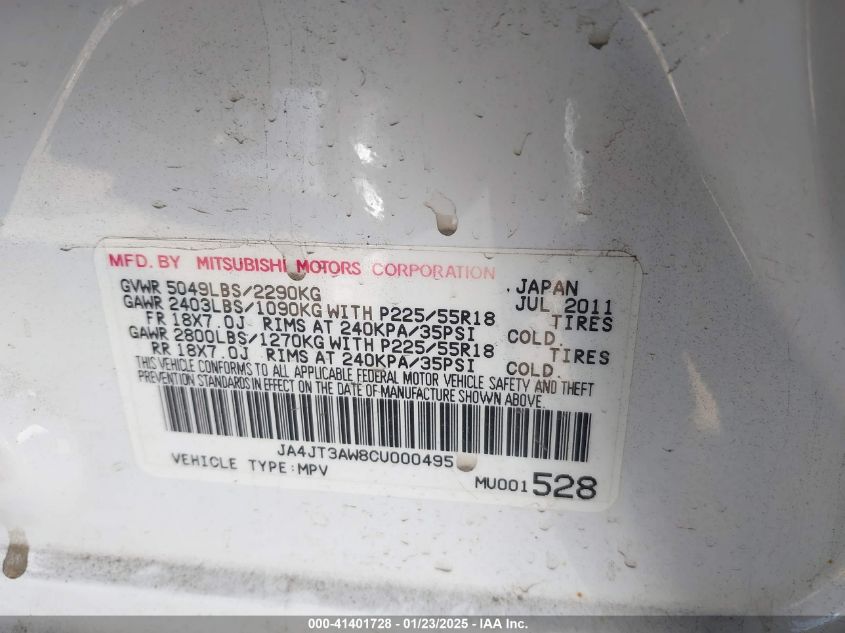 MFD. BY MITSUBISHI MOTORS CORPORATION, JAPAN
GVWR 5049LBS/2290KG JUL 2011
GAWR 2403LBS/1090KG WITH P225/55R18 TIRES
FR 18X7.0J RIMS AT 240KPA/35PSI COLD.
GAWR 2800LBS/1270KG WITH P225/55R18 TIRES
RR 18X7.0J RIMS AT 240KPA/35PSI COLD.
THIS VEHICLE CONFORMS TO ALL APPLICABLE FEDERAL MOTOR VEHICLE SAFETY AND THEFT
PREVENTION STANDARDS IN EFFECT ON THE DATE OF MANUFACTURE SHOWN ABOVE.
JA4JT3AW8CU000495
VEHICLE TYPE:MPV
MU001528
000-41401728 - 01/23/2025 - IAA Inc.